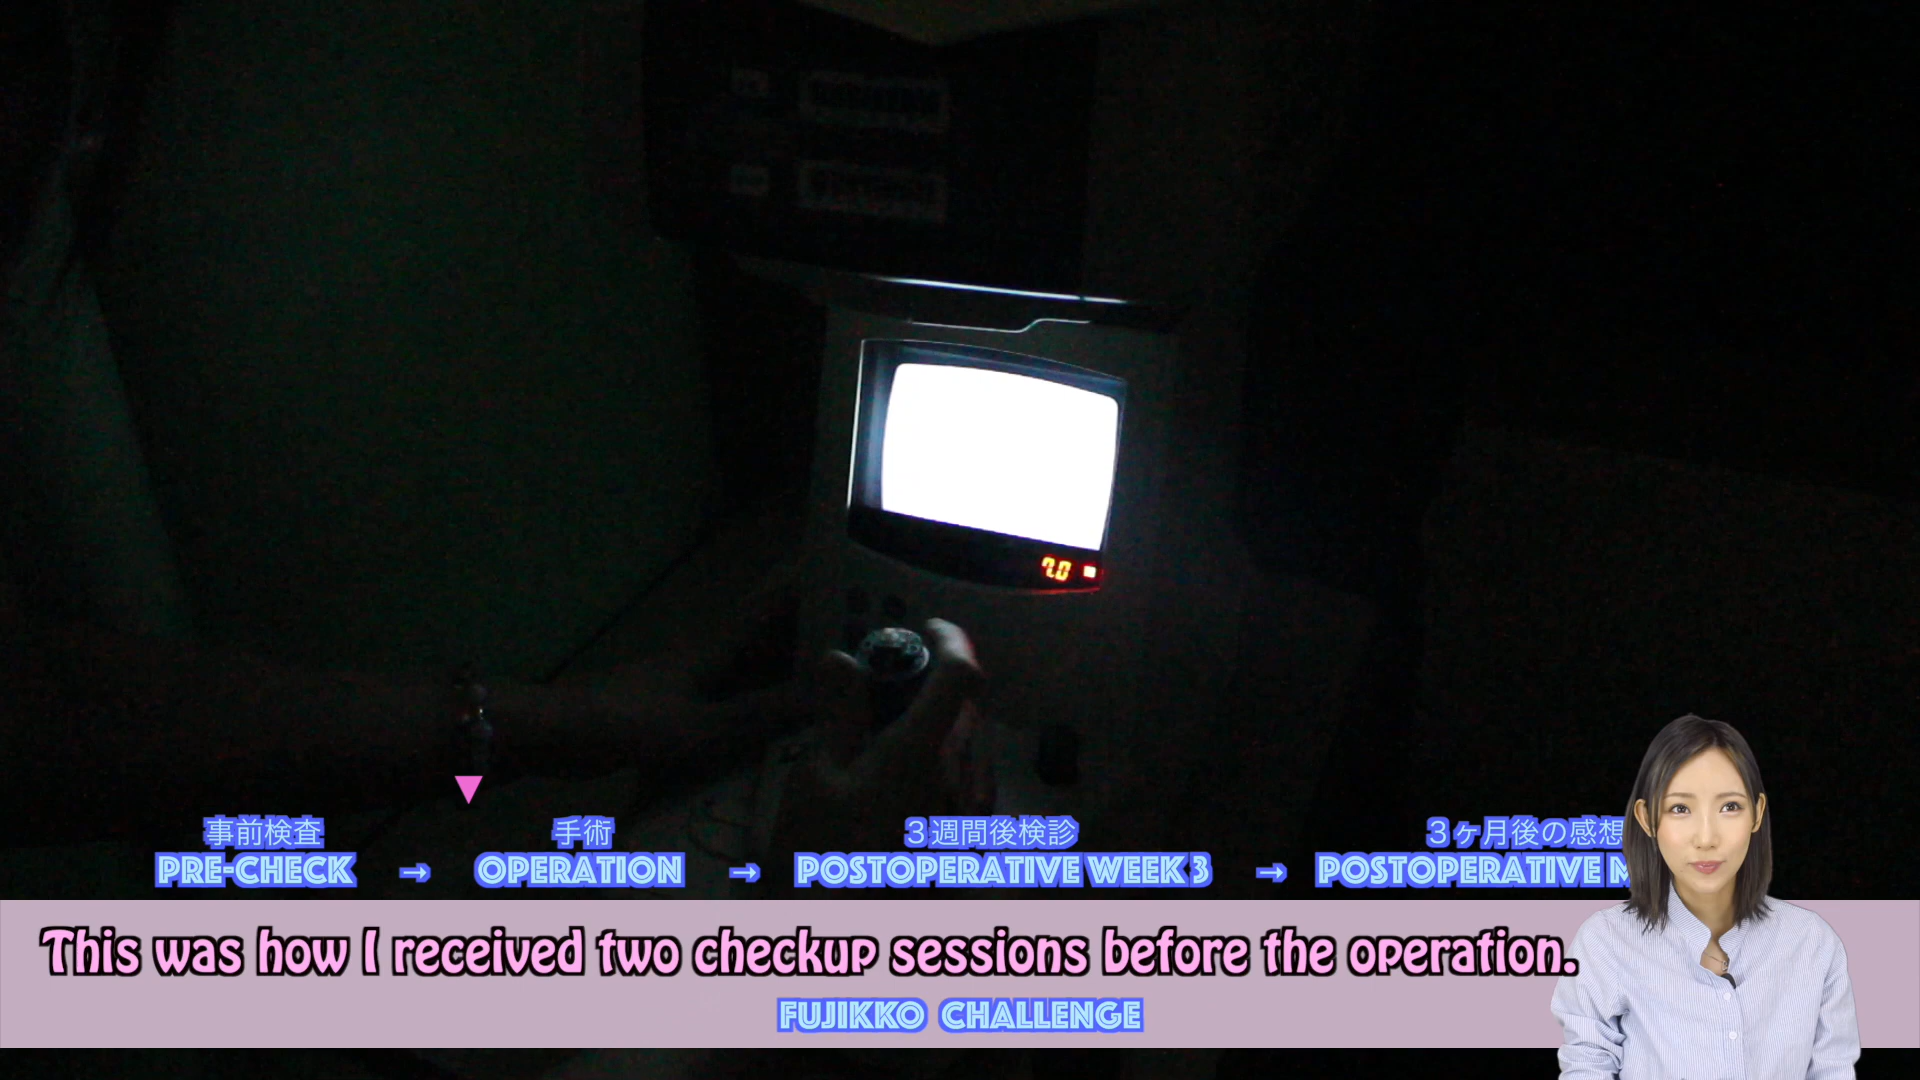 7.0
事前検査
手術
3週間後検診
3ヶ月後の感想
PRE-CHECK → OPERATION → POSTOPERATIVE WEEK 3 → POSTOPERATIVE
This was how I received two checkup sessions before the operation.
FUJIKKO CHALLENGE